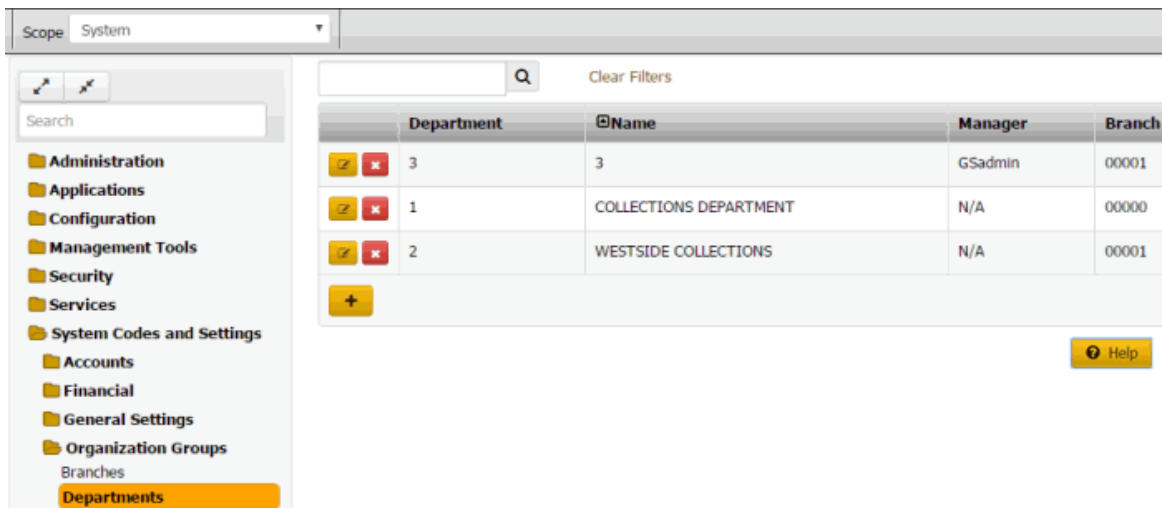 Scope System
Clear Filters
Search
Administration
Applications
Configuration
Management Tools
Security
Services
System Codes and Settings
Accounts
Financial
General Settings
Organization Groups
Branches
Departments
Department Name Manager Branch
3 3 GSadmin 00001
1 COLLECTIONS DEPARTMENT N/A 00000
2 WESTSIDE COLLECTIONS N/A 00001
Help